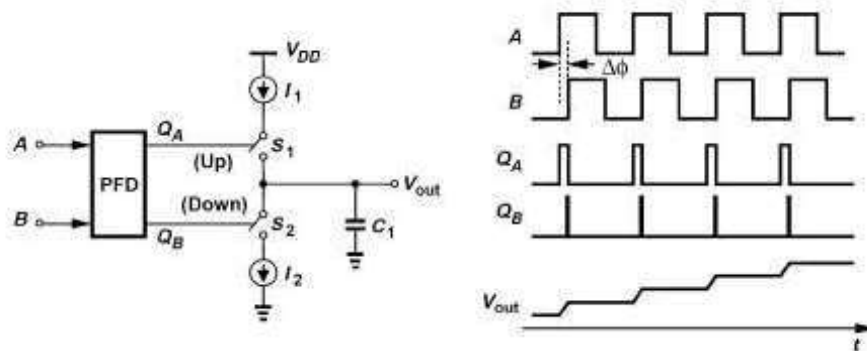 V_DD
I_1
A
Q_A
S_1
(Up)
PFD
V_out
(Down)
B
Q_B
S_2
C_1
I_2
A
Δϕ
B
Q_A
Q_B
V_out
t